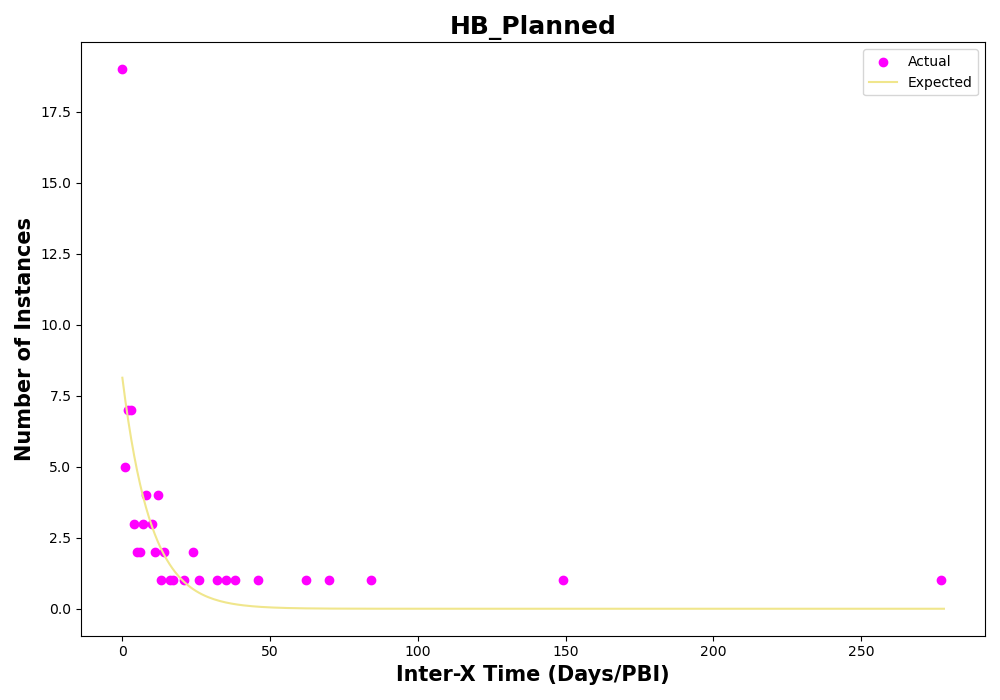 HB_Planned
Actual
Expected
Number of Instances
17.5
15.0
12.5
10.0
7.5
5.0
2.5
0.0
0 50 100 150 200 250
Inter-X Time (Days/PBI)